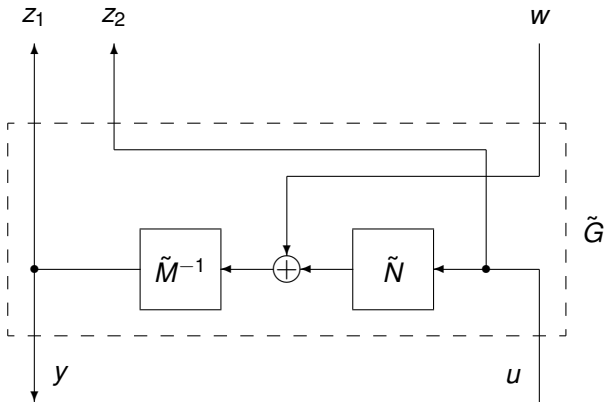 z₁ z₂ w
G̃
M̃⁻¹ + Ñ
y u